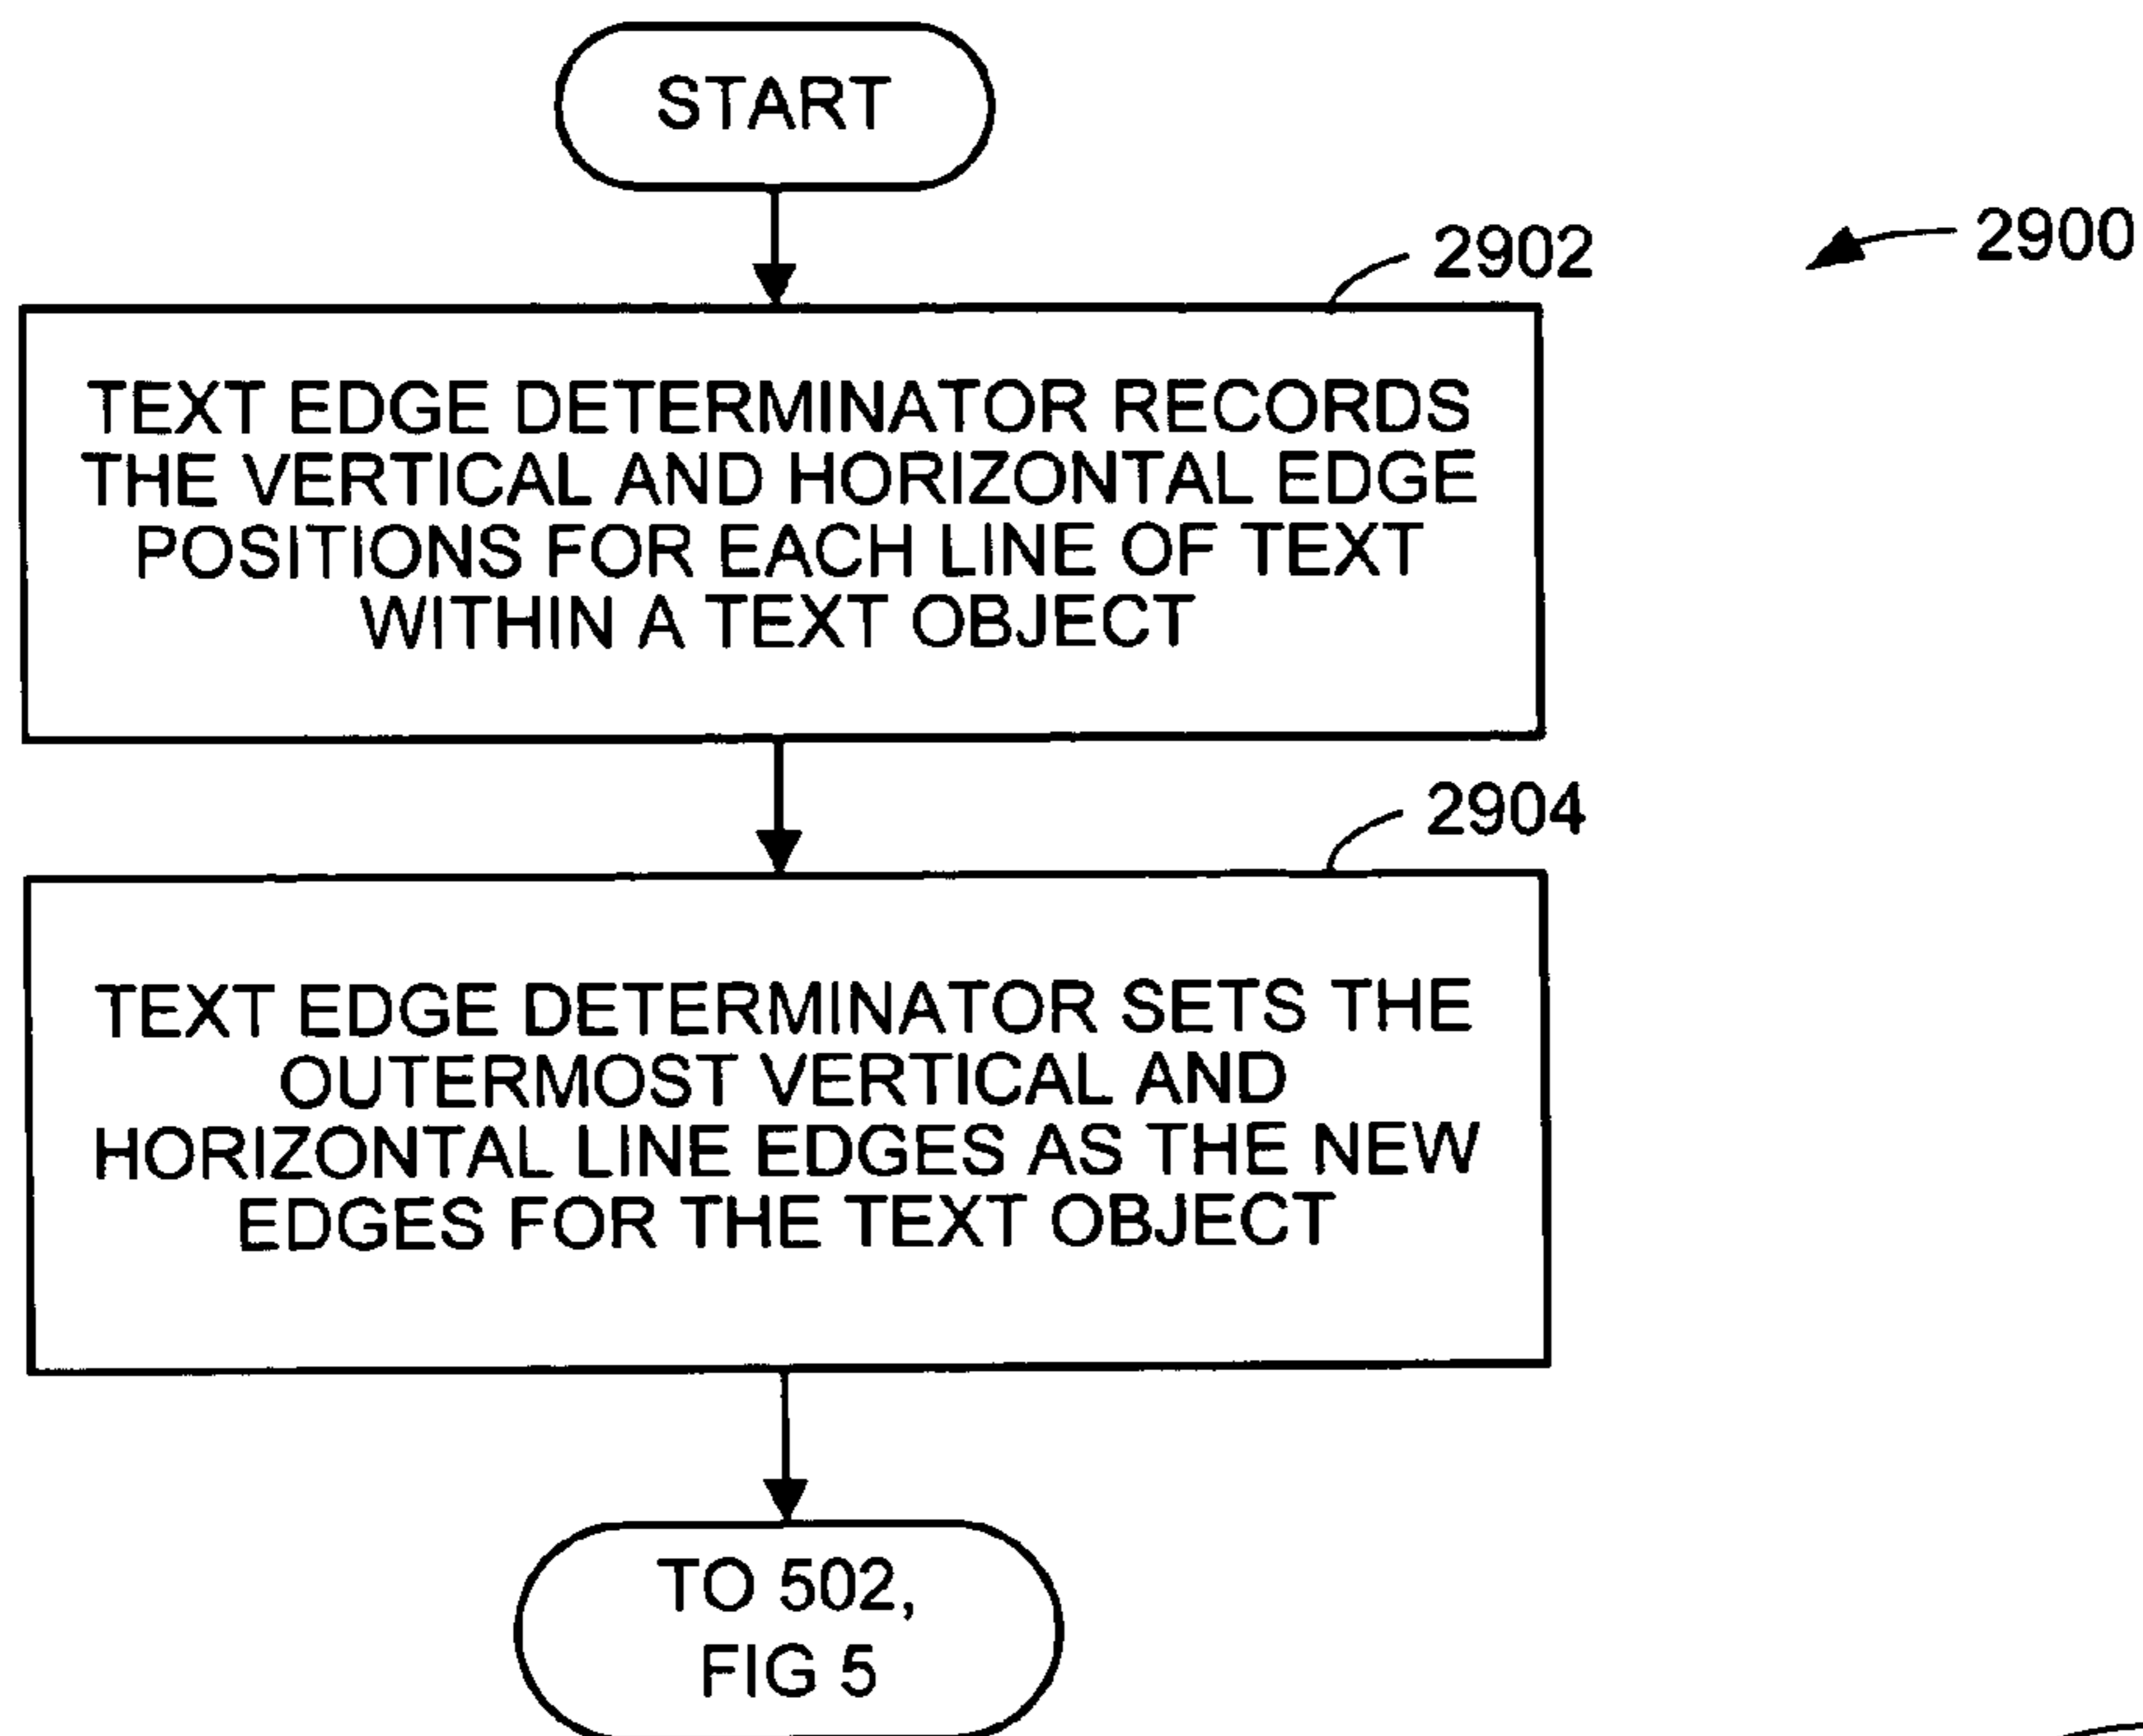 START
2902
2900
TEXT EDGE DETERMINATOR RECORDS
THE VERTICAL AND HORIZONTAL EDGE
POSITIONS FOR EACH LINE OF TEXT
WITHIN A TEXT OBJECT
2904
TEXT EDGE DETERMINATOR SETS THE
OUTERMOST VERTICAL AND
HORIZONTAL LINE EDGES AS THE NEW
EDGES FOR THE TEXT OBJECT
TO 502,
FIG 5